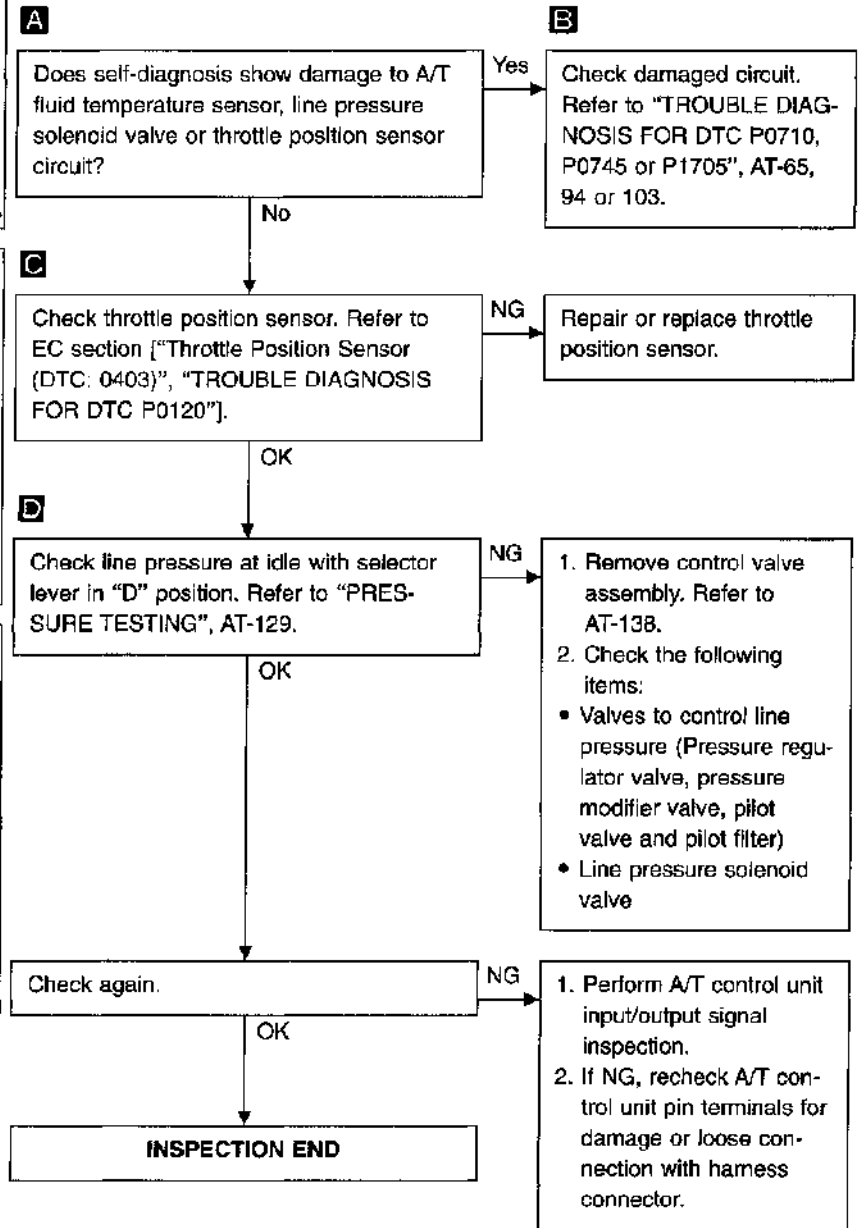 A
Does self-diagnosis show damage to A/T
fluid temperature sensor, line pressure
solenoid valve or throttle position sensor
circuit?
Yes
B
Check damaged circuit.
Refer to "TROUBLE DIAG-
NOSIS FOR DTC P0710,
P0745 or P1705", AT-65,
94 or 103.
No
C
Check throttle position sensor. Refer to
EC section ["Throttle Position Sensor
(DTC: 0403)", "TROUBLE DIAGNOSIS
FOR DTC P0120"].
NG
Repair or replace throttle
position sensor.
OK
D
Check line pressure at idle with selector
lever in "D" position. Refer to "PRES-
SURE TESTING", AT-129.
NG
1. Remove control valve
assembly. Refer to
AT-138.
2. Check the following
items:
• Valves to control line
pressure (Pressure regu-
lator valve, pressure
modifier valve, pilot
valve and pilot filter)
• Line pressure solenoid
valve
OK
Check again.
NG
1. Perform A/T control unit
input/output signal
inspection.
2. If NG, recheck A/T con-
trol unit pin terminals for
damage or loose con-
nection with harness
connector.
OK
INSPECTION END